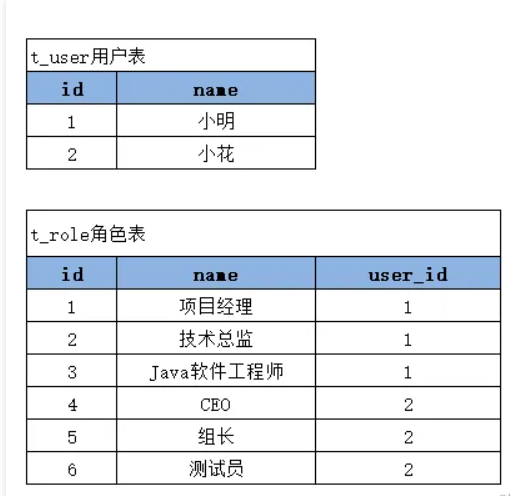 t_user用户表
id name
1 小明
2 小花
t_role角色表
id name user_id
1 项目经理 1
2 技术总监 1
3 Java软件工程师 1
4 CEO 2
5 组长 2
6 测试员 2